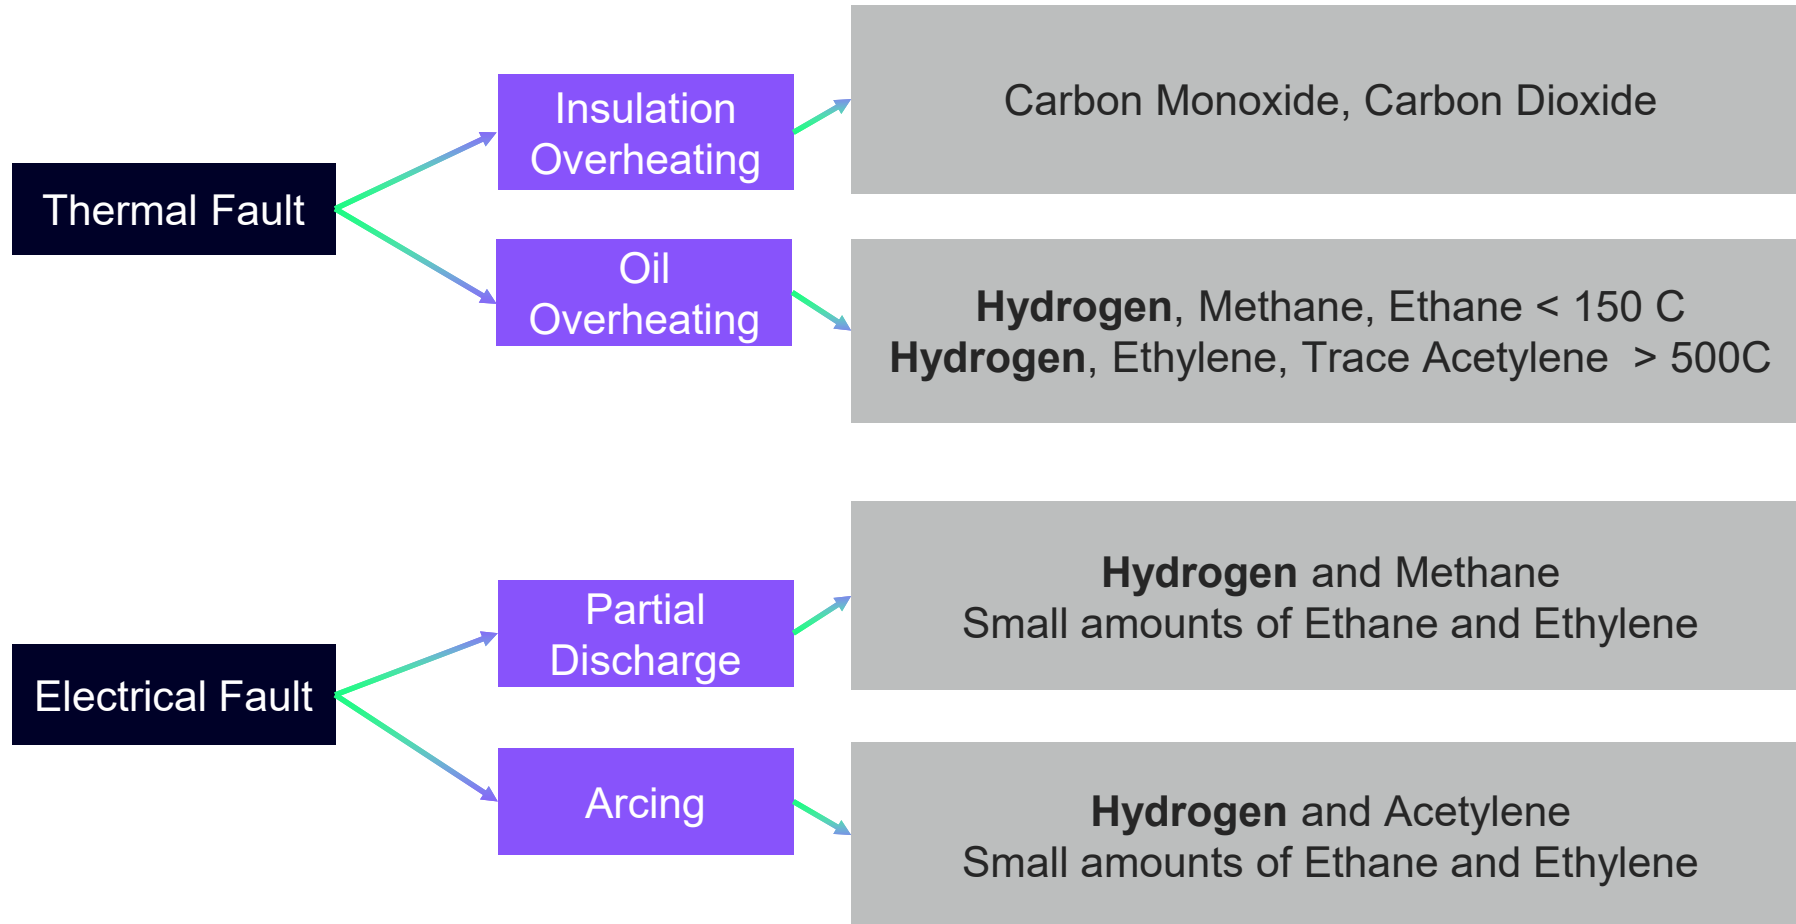 Thermal Fault
Insulation
Overheating
Carbon Monoxide, Carbon Dioxide
Oil
Overheating
Hydrogen, Methane, Ethane < 150 C
Hydrogen, Ethylene, Trace Acetylene  > 500C
Electrical Fault
Partial
Discharge
Hydrogen and Methane
Small amounts of Ethane and Ethylene
Arcing
Hydrogen and Acetylene
Small amounts of Ethane and Ethylene